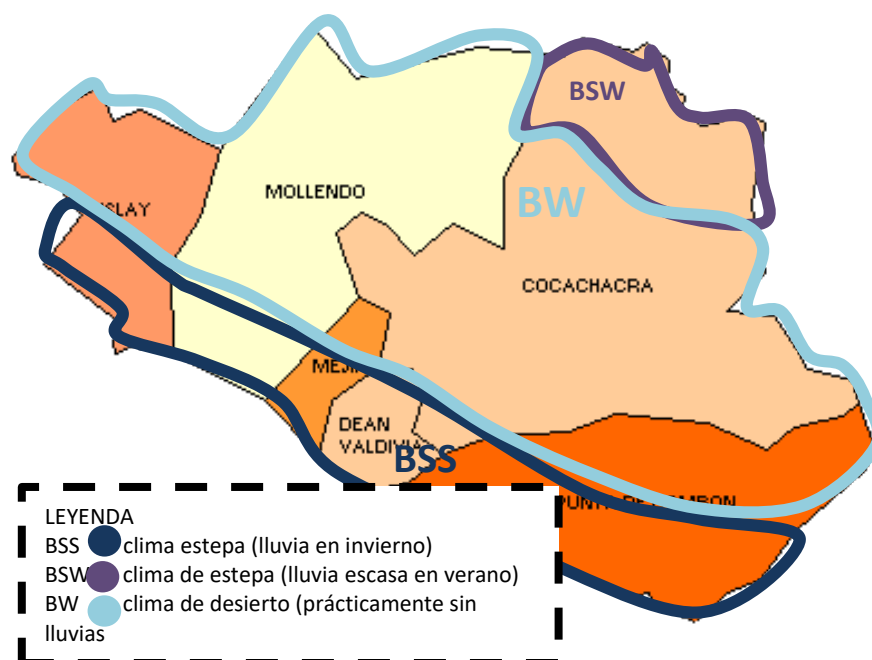 BSW
ISLAY
MOLLENDO
BW
COCACHACRA
DEAN
VALDIVIA
BSS
LEYENDA
BSS clima estepa (lluvia en invierno)
BSW clima de estepa (lluvia escasa en verano)
BW clima de desierto (prácticamente sin
lluvias